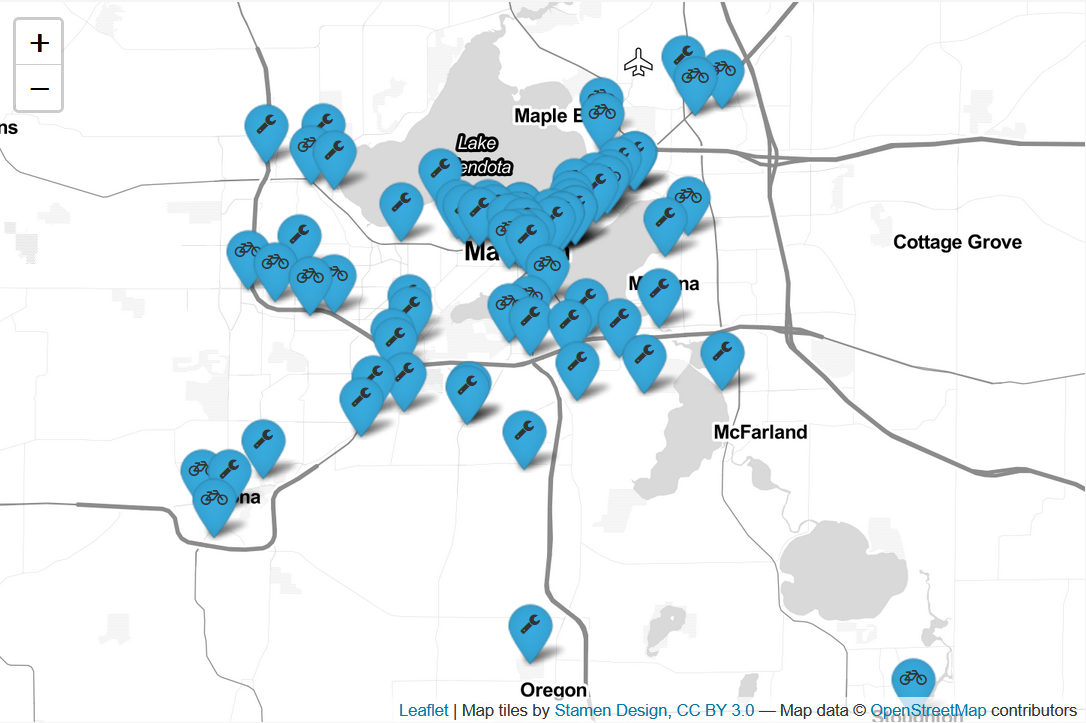 +
−
ns
Maple B
Lake
endota
Cottage Grove
Ma
M na
McFarland
na
Oregon
Stoughton
Leaflet | Map tiles by Stamen Design, CC BY 3.0 — Map data © OpenStreetMap contributors